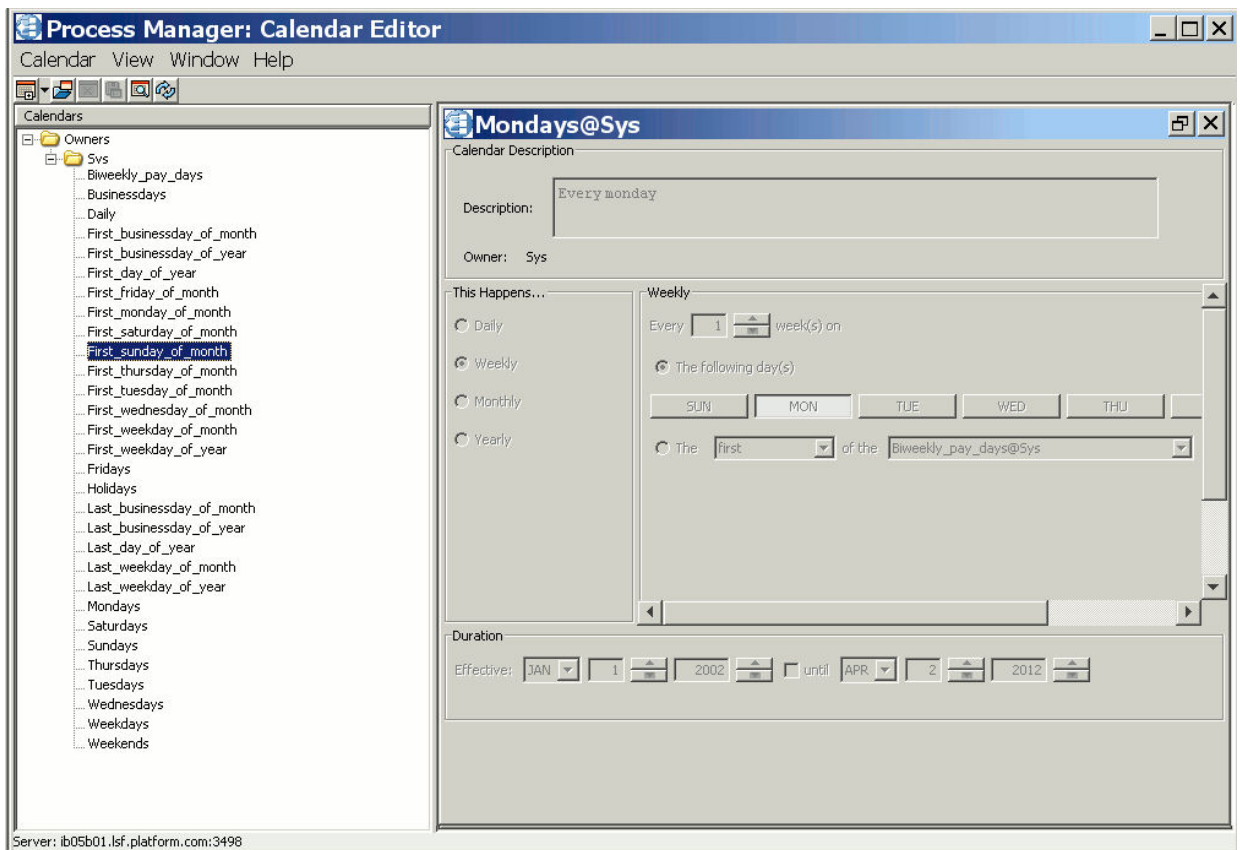 Process Manager: Calendar Editor
Calendar View Window Help
Calendars
Owners
Sys
Biweekly_pay_days
Businessdays
Daily
First_businessday_of_month
First_businessday_of_year
First_day_of_year
First_friday_of_month
First_monday_of_month
First_saturday_of_month
First_sunday_of_month
First_thursday_of_month
First_tuesday_of_month
First_wednesday_of_month
First_weekday_of_month
First_weekday_of_year
Fridays
Holidays
Last_businessday_of_month
Last_businessday_of_year
Last_day_of_year
Last_weekday_of_month
Last_weekday_of_year
Mondays
Saturdays
Sundays
Thursdays
Tuesdays
Wednesdays
Weekdays
Weekends
Mondays@Sys
Calendar Description
Description: Every monday
Owner: Sys
This Happens...
Daily
Weekly
Monthly
Yearly
Weekly
Every 1 week(s) on
The following day(s)
SUN MON TUE WED THU
The first of the Biweekly_pay_days@Sys
Duration
Effective: JAN 1 2002 until APR 2 2012
Server: ib05b01.lsf.platform.com:3498